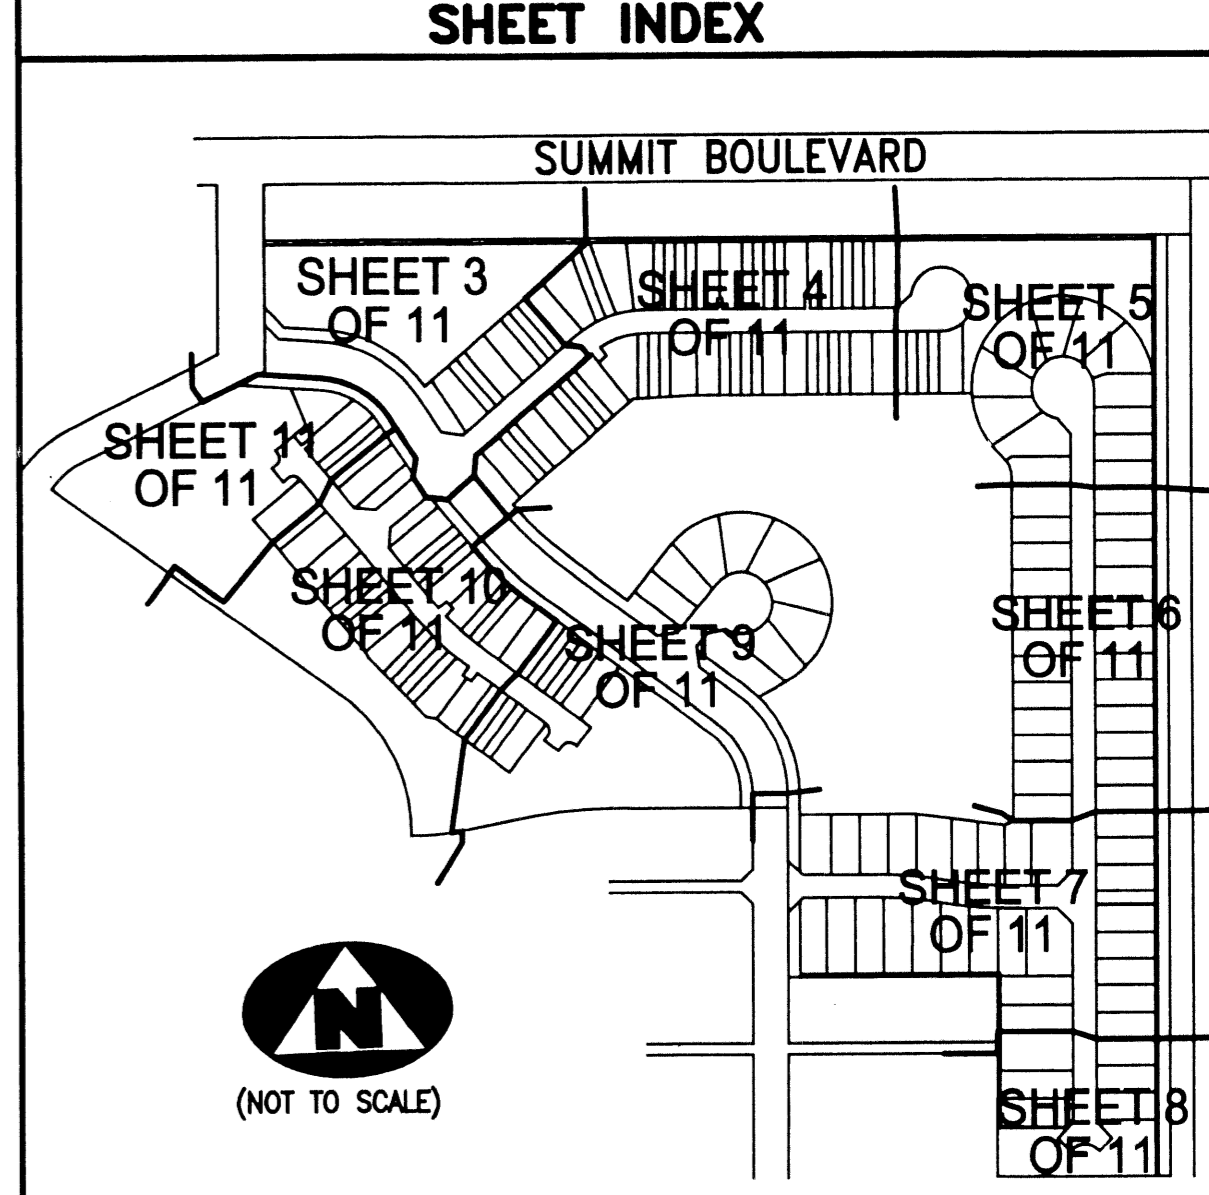 SHEET INDEX
SUMMIT BOULEVARD
SHEET 3
OF 11
SHEET 4
OF 11
SHEET 5
OF 11
SHEET 11
OF 11
SHEET 10
OF 11
SHEET 9
OF 11
SHEET 6
OF 11
SHEET 7
OF 11
N
(NOT TO SCALE)
SHEET 8
OF 11